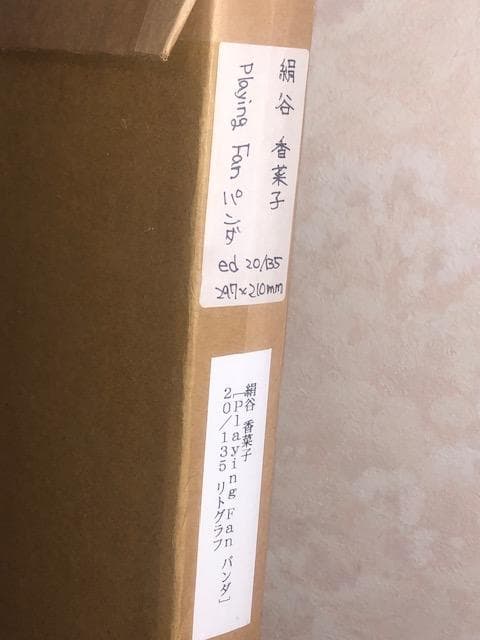 絹谷 香菜子
Playing Fan パンダ
ed 20/135
297×210mm
絹谷 香菜子
「Playing Fan パンダ」
20/135 リトグラフ